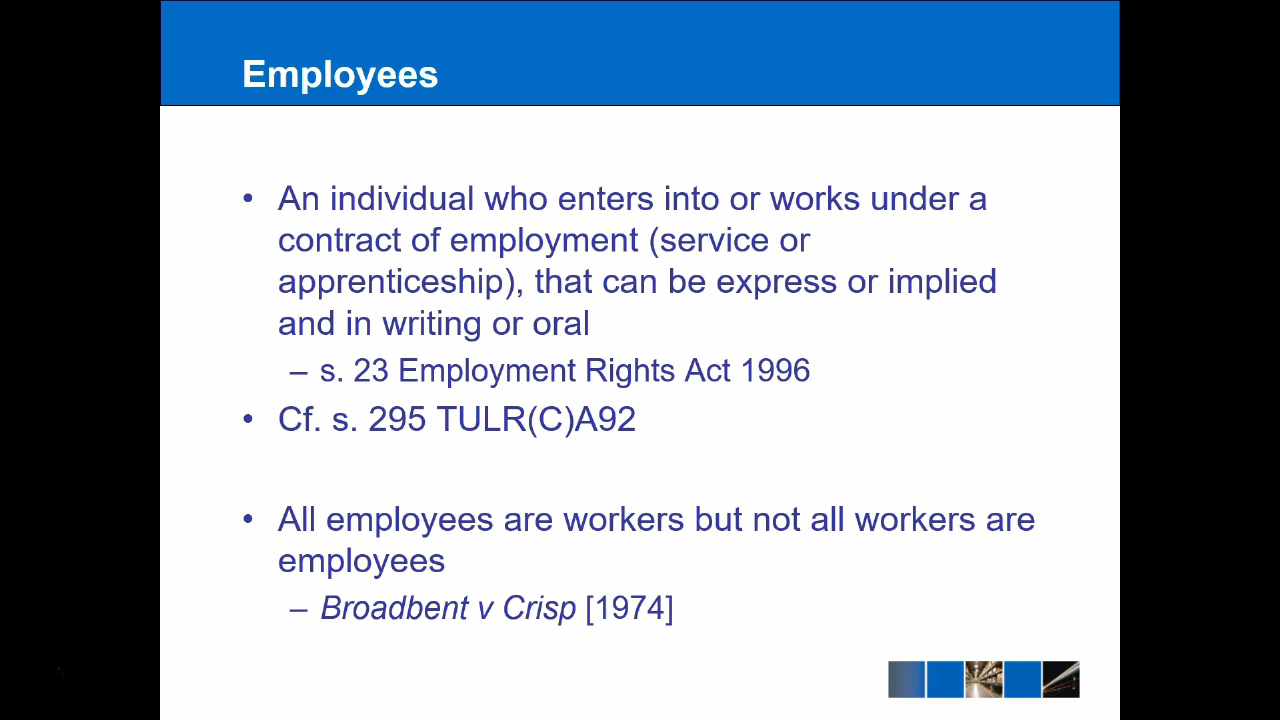 Employees
• An individual who enters into or works under a
contract of employment (service or
apprenticeship), that can be express or implied
and in writing or oral
– s. 23 Employment Rights Act 1996
• Cf. s. 295 TULR(C)A92
• All employees are workers but not all workers are
employees
– Broadbent v Crisp [1974]